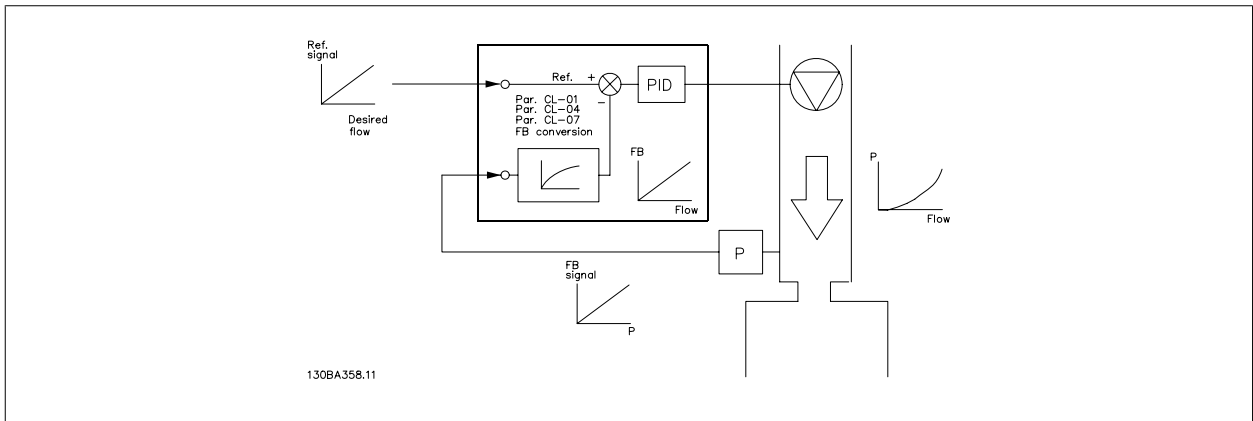 Ref.
signal
Desired
flow
Ref.
+
-
Par. CL-01
Par. CL-04
Par. CL-07
FB conversion
PID
FB
Flow
P
Flow
P
FB
signal
P
130BA358.11